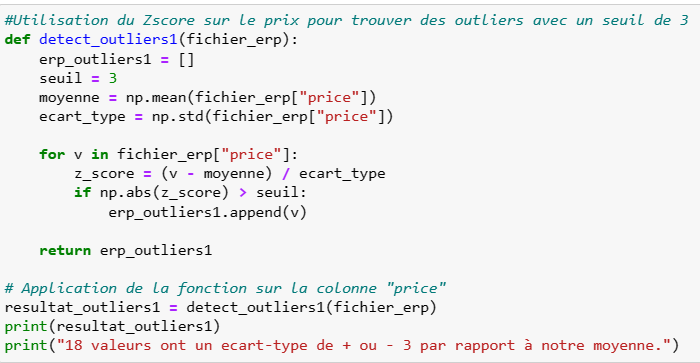 #Utilisation du Zscore sur le prix pour trouver des outliers avec un seuil de 3
def detect_outliers1(fichier_erp):
    erp_outliers1 = []
    seuil = 3
    moyenne = np.mean(fichier_erp["price"])
    ecart_type = np.std(fichier_erp["price"])

    for v in fichier_erp["price"]:
        z_score = (v - moyenne) / ecart_type
        if np.abs(z_score) > seuil:
            erp_outliers1.append(v)

    return erp_outliers1

# Application de la fonction sur la colonne "price"
resultat_outliers1 = detect_outliers1(fichier_erp)
print(resultat_outliers1)
print("18 valeurs ont un ecart-type de + ou - 3 par rapport à notre moyenne.")